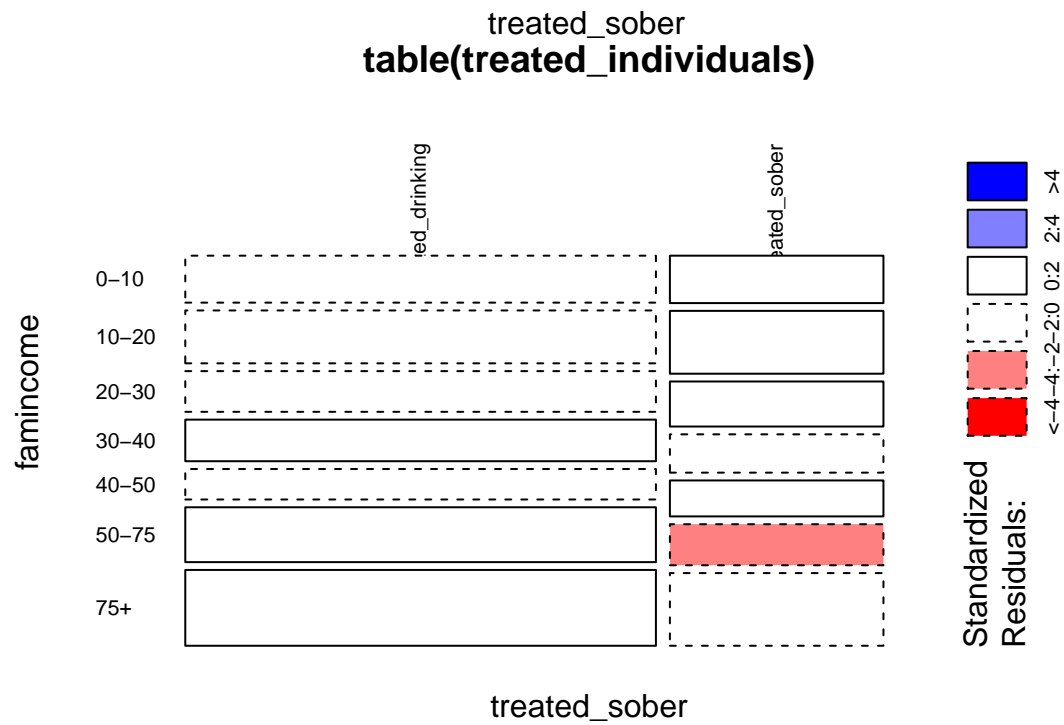 treated_sober
table(treated_individuals)
ed_drinking
eated_sober
0−10
10−20
20−30
30−40
40−50
50−75
75+
famincome
treated_sober
Standardized
Residuals:
<−4
−4:−2
−2:0
0:2
2:4
>4